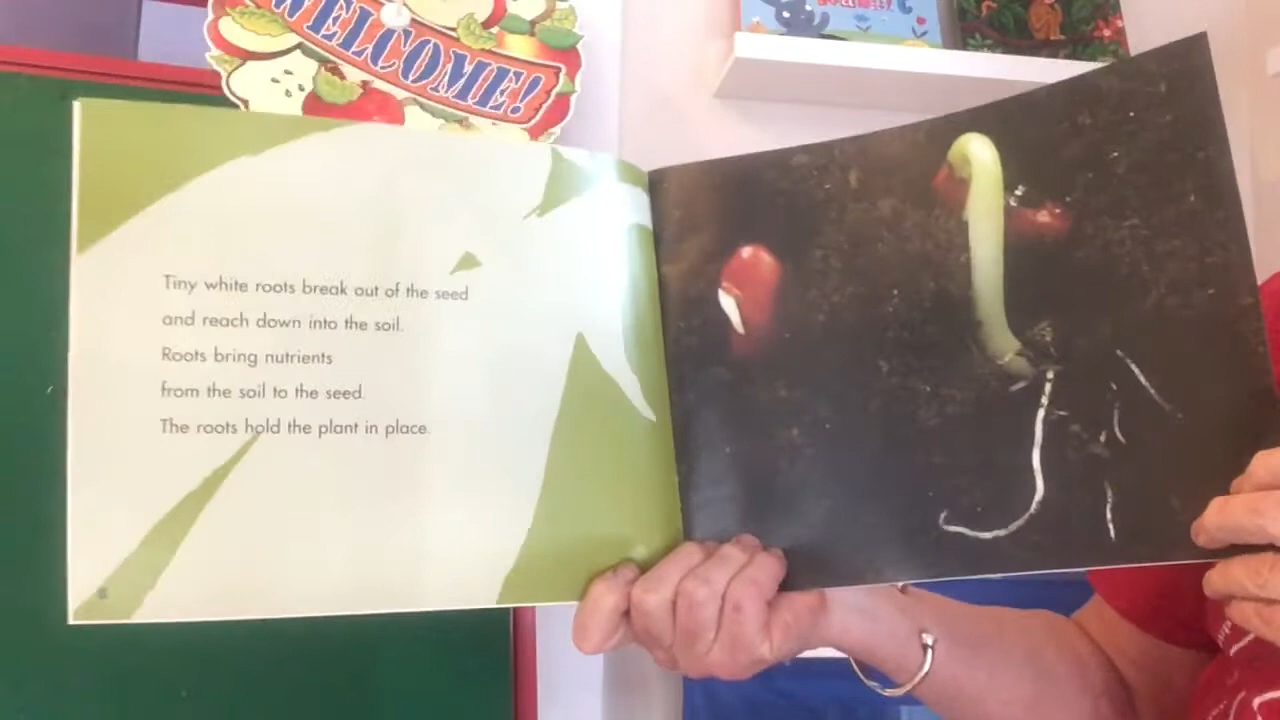 WELCOME!
Tiny white roots break out of the seed
and reach down into the soil.
Roots bring nutrients
from the soil to the seed.
The roots hold the plant in place.